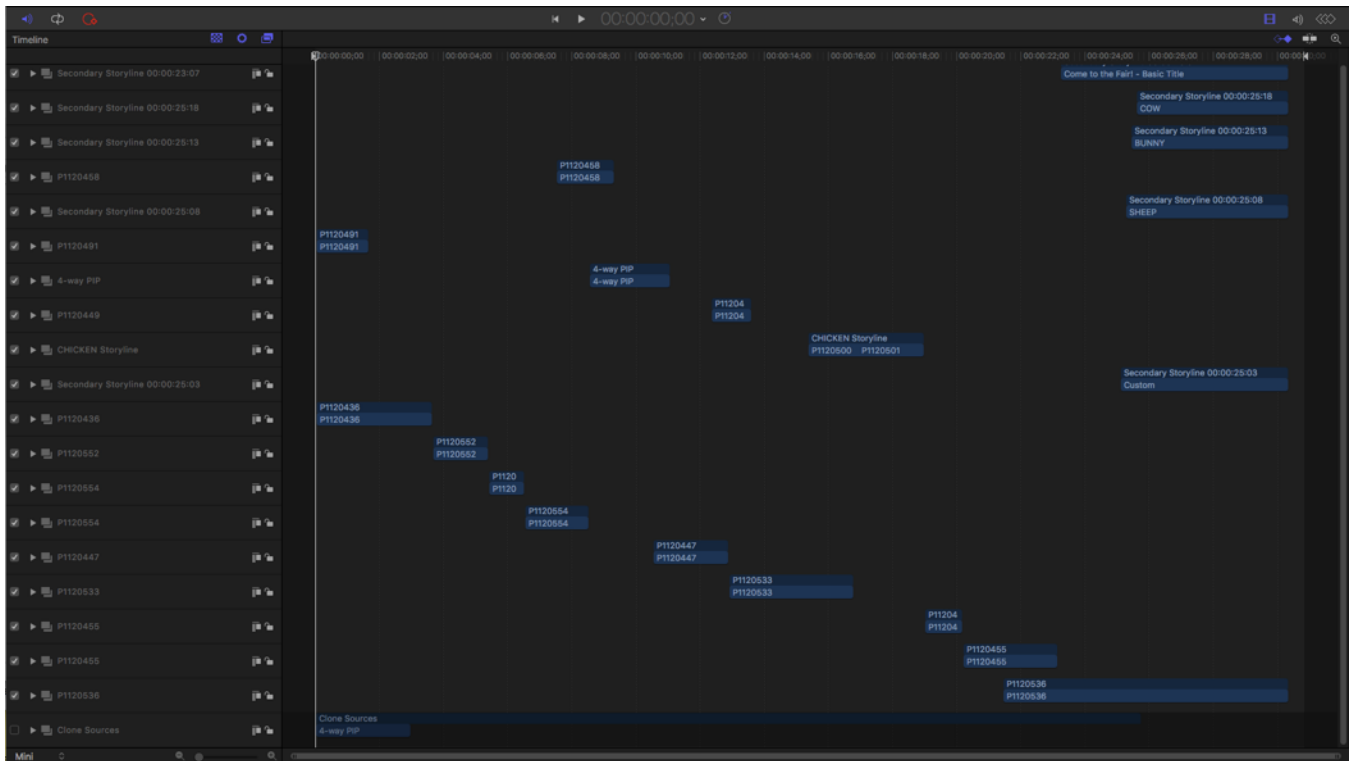 00:00:00;00
Timeline
00:00:00;00 00:00:02;00 00:00:04;00 00:00:06;00 00:00:08;00 00:00:10;00 00:00:12;00 00:00:14;00 00:00:16;00 00:00:18;00 00:00:20;00 00:00:22;00 00:00:24;00 00:00:26;00 00:00:28;00
Secondary Storyline 00:00:23:07
Come to the Fair! - Basic Title
Secondary Storyline 00:00:25:18
Secondary Storyline 00:00:25:18
COW
Secondary Storyline 00:00:25:13
Secondary Storyline 00:00:25:13
BUNNY
P1120458
P1120458
P1120458
Secondary Storyline 00:00:25:08
Secondary Storyline 00:00:25:08
SHEEP
P1120491
P1120491
P1120491
4-way PIP
4-way PIP
4-way PIP
P1120449
P11204
P11204
CHICKEN Storyline
CHICKEN Storyline
P1120500 P1120501
Secondary Storyline 00:00:25:03
Secondary Storyline 00:00:25:03
Custom
P1120436
P1120436
P1120436
P1120552
P1120552
P1120552
P1120554
P1120
P1120
P1120554
P1120554
P1120554
P1120447
P1120447
P1120447
P1120533
P1120533
P1120533
P1120455
P11204
P11204
P1120455
P1120455
P1120455
P1120536
P1120536
P1120536
Clone Sources
Clone Sources
4-way PIP
Mini